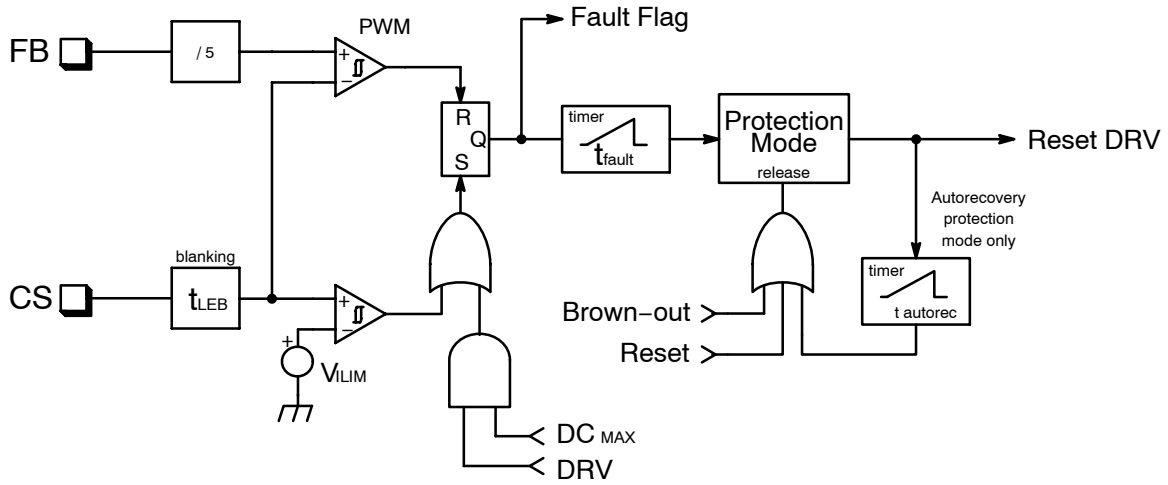 FB
/ 5
PWM
+
−
Fault Flag
R
Q
S
timer
tfault
Protection
Mode
release
Reset DRV
Autorecovery
protection
mode only
timer
t autorec
CS
blanking
tLEB
+
−
+
VILIM
Brown−out
Reset
DC MAX
DRV